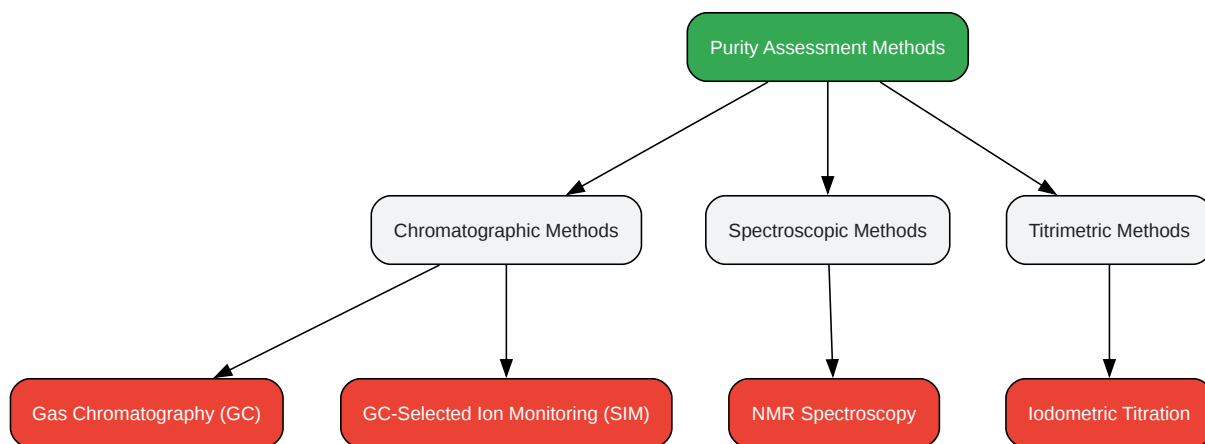 Purity Assessment Methods
Chromatographic Methods
Spectroscopic Methods
Titrimetric Methods
Gas Chromatography (GC)
GC-Selected Ion Monitoring (SIM)
NMR Spectroscopy
Iodometric Titration